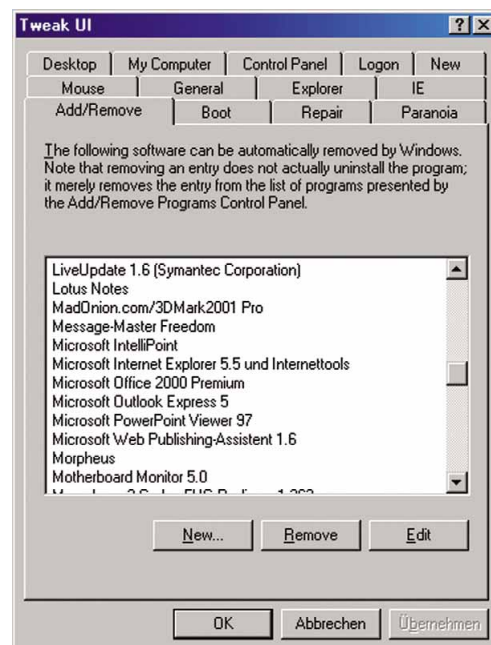 Tweak UI
Desktop
My Computer
Control Panel
Logon
New
Mouse
General
Explorer
IE
Add/Remove
Boot
Repair
Paranoia
The following software can be automatically removed by Windows.
Note that removing an entry does not actually uninstall the program;
it merely removes the entry from the list of programs presented by
the Add/Remove Programs Control Panel.
LiveUpdate 1.6 (Symantec Corporation)
Lotus Notes
MadOnion.com/3DMark2001 Pro
Message-Master Freedom
Microsoft IntelliPoint
Microsoft Internet Explorer 5.5 und Internettools
Microsoft Office 2000 Premium
Microsoft Outlook Express 5
Microsoft PowerPoint Viewer 97
Microsoft Web Publishing-Assistent 1.6
Morpheus
Motherboard Monitor 5.0
New...
Remove
Edit
OK
Abbrechen
Übernehmen